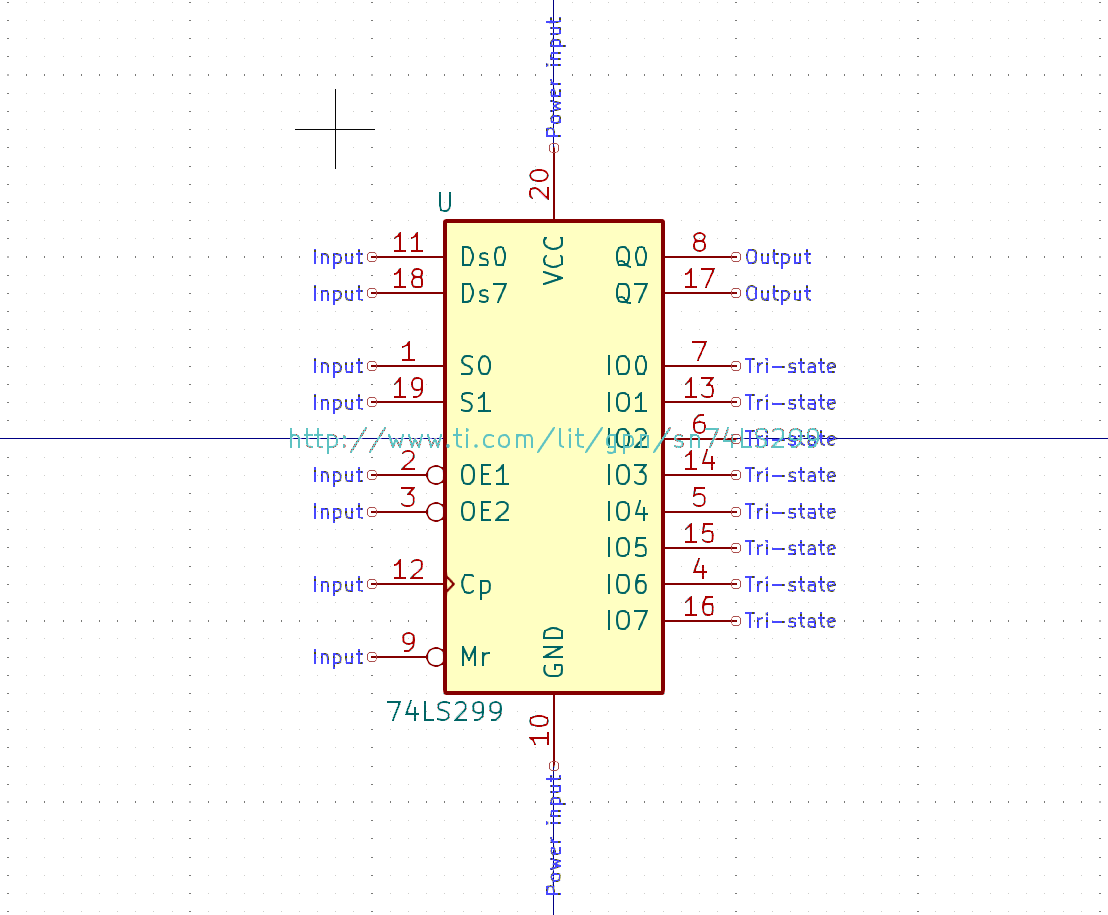 Power input
20
U
VCC
Input 11 Ds0 Q0 8 Output
Input 18 Ds7 Q7 17 Output
Input 1 S0 IO0 7 Tri-state
Input 19 S1 IO1 13 Tri-state
IO2 6 Tri-state
http://www.ti.com/lit/gpn/sn74LS299
Input 2 OE1 IO3 14 Tri-state
Input 3 OE2 IO4 5 Tri-state
IO5 15 Tri-state
Input 12 Cp IO6 4 Tri-state
IO7 16 Tri-state
Input 9 Mr
GND
74LS299
10
Power input